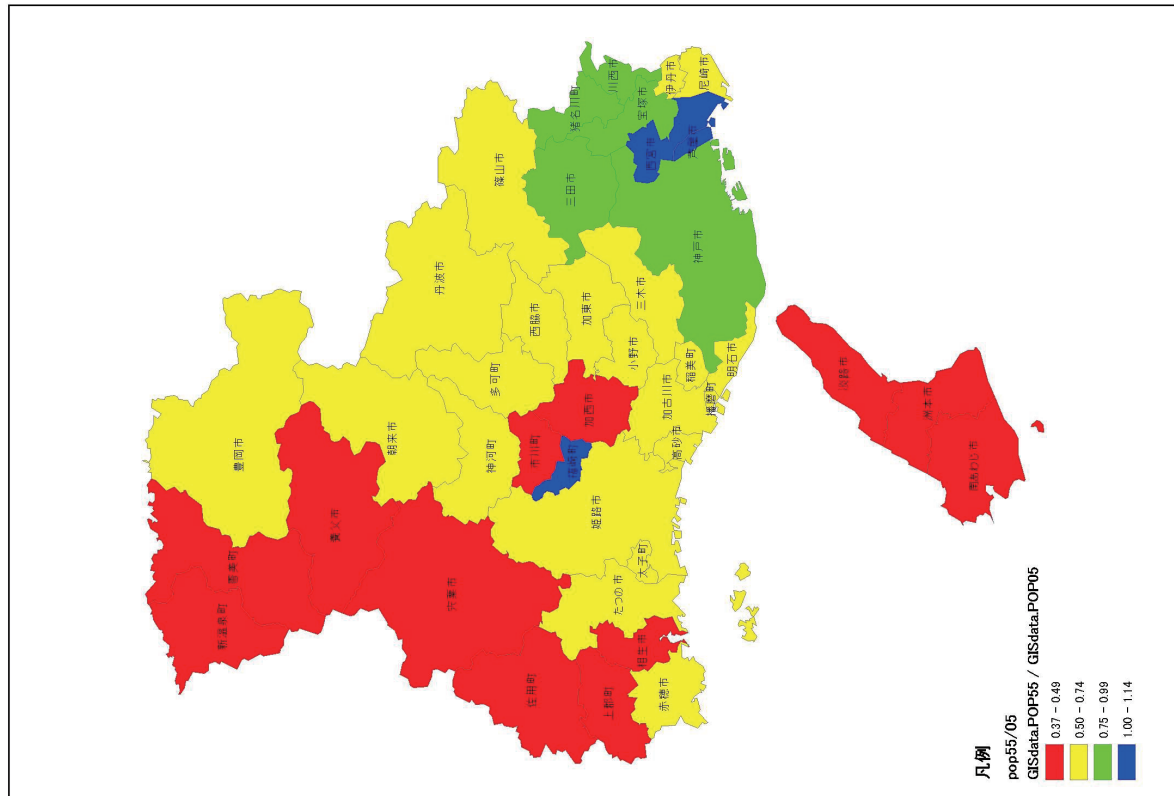 豊岡市
新温泉町
香美町
養父市
朝来市
丹波市
篠山市
猪名川町
川西市
三田市
宝塚市
伊丹市
尼崎市
西宮市
芦屋市
神戸市
多可町
西脇市
加東市
神河町
市川町
加西市
福崎町
小野市
三木市
宍粟市
姫路市
加古川市
稲美町
高砂市
播磨町
明石市
佐用町
上郡町
たつの市
太子町
相生市
赤穂市
淡路市
洲本市
南あわじ市
凡例
pop55/05
GISdata.POP55 / GISdata.POP05
0.37 - 0.49
0.50 - 0.74
0.75 - 0.99
1.00 - 1.14